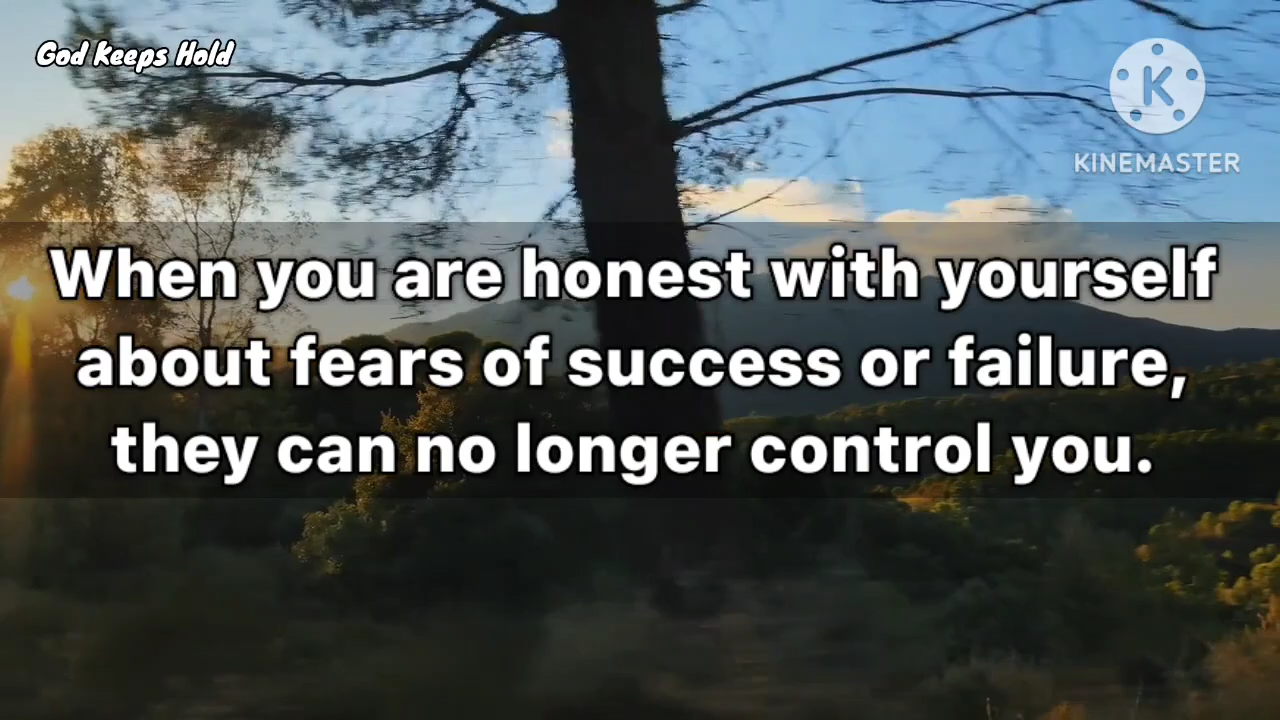 God Keeps Hold
K
KINEMASTER
When you are honest with yourself
about fears of success or failure,
they can no longer control you.